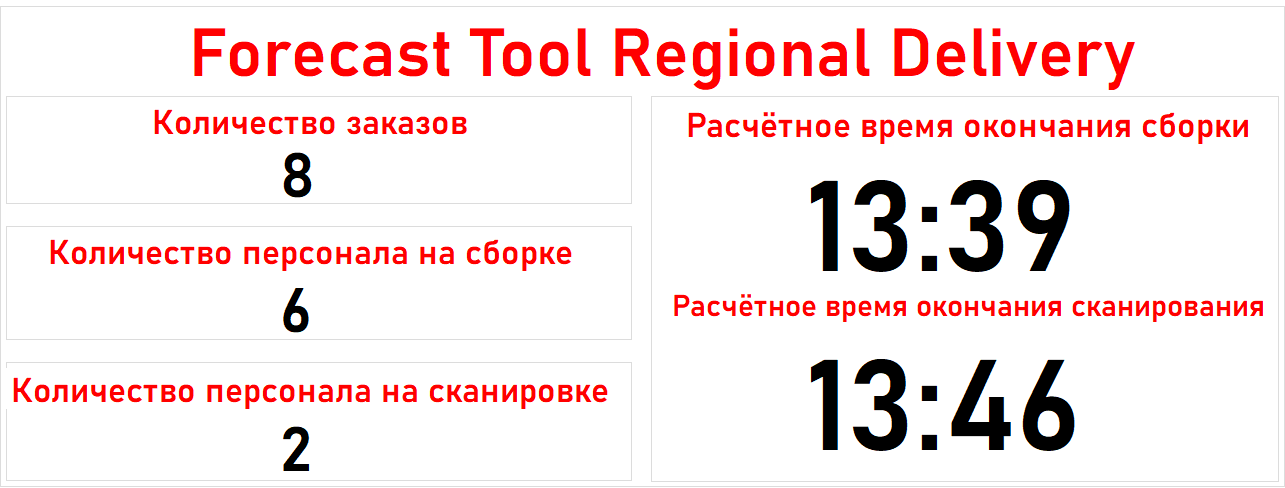 Forecast Tool Regional Delivery
Количество заказов
8
Количество персонала на сборке
6
Количество персонала на сканировке
2
Расчётное время окончания сборки
13:39
Расчётное время окончания сканирования
13:46